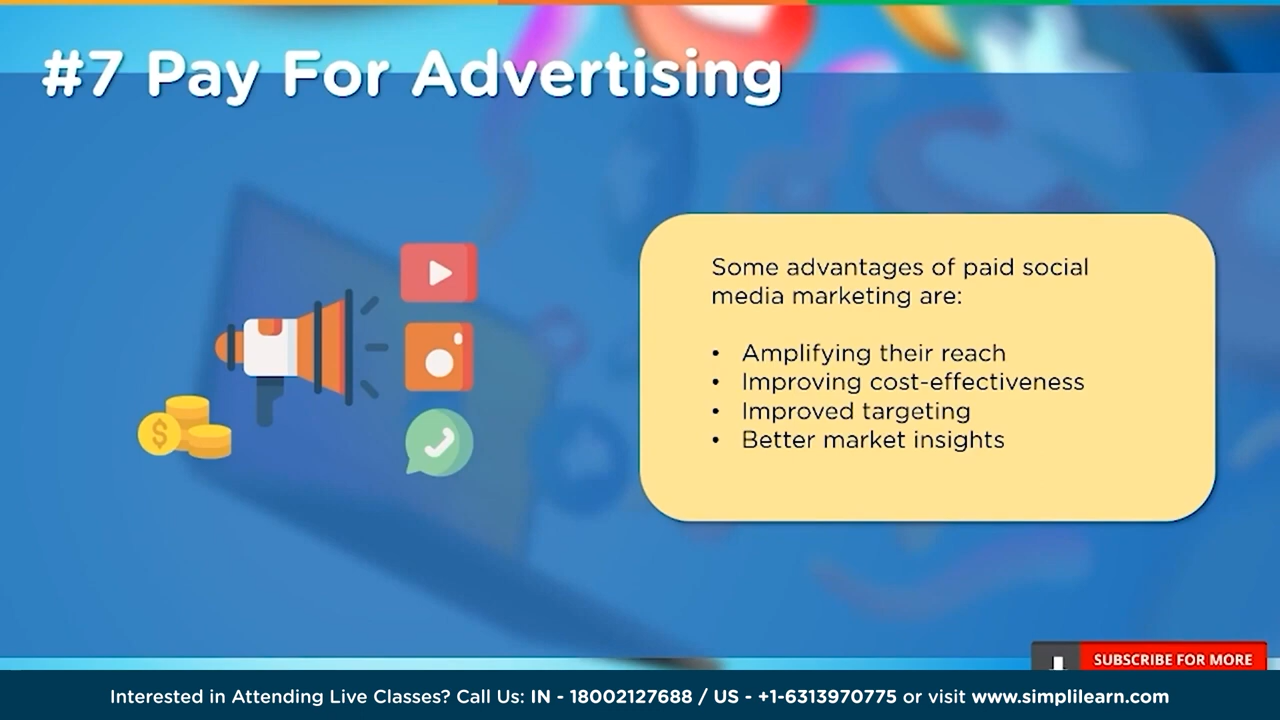 #7 Pay For Advertising
Some advantages of paid social
media marketing are:
• Amplifying their reach
• Improving cost-effectiveness
• Improved targeting
• Better market insights
$
SUBSCRIBE FOR MORE
Interested in Attending Live Classes? Call Us: IN - 18002127688 / US - +1-6313970775 or visit www.simplilearn.com